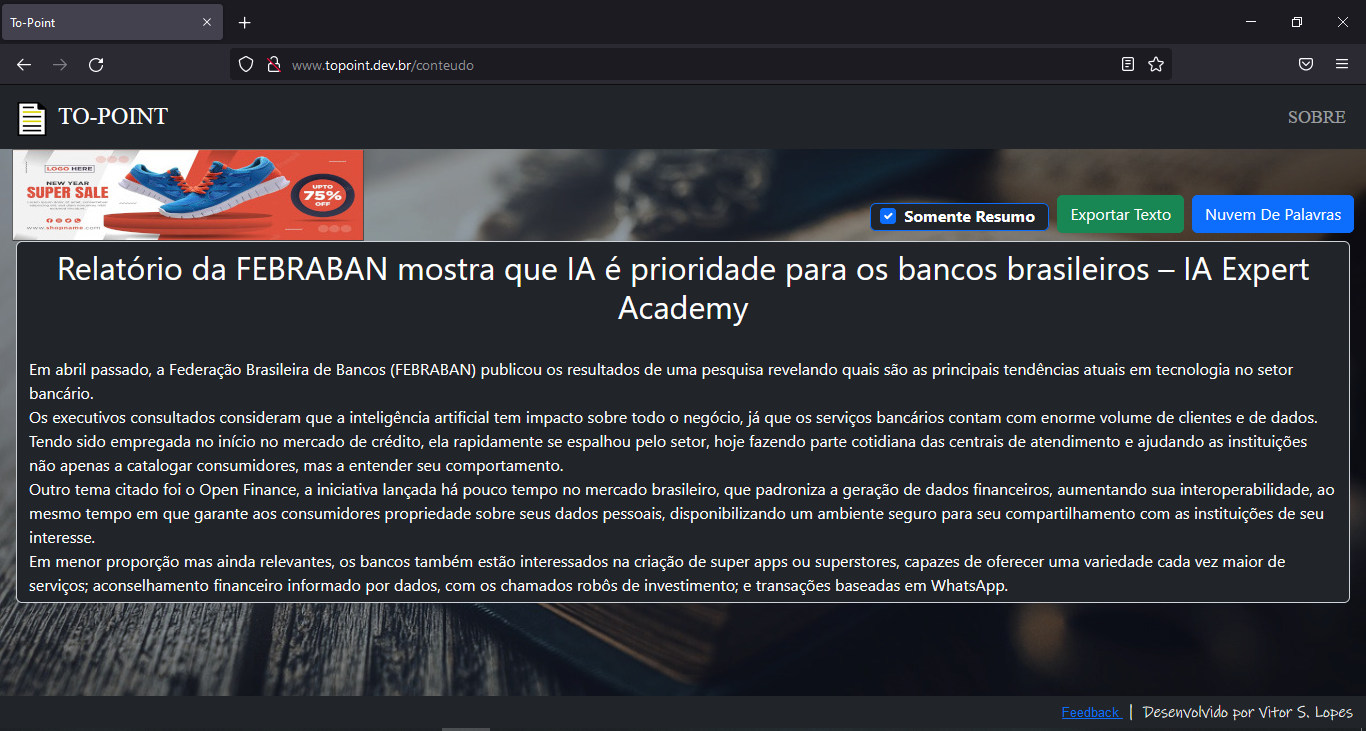 To-Point
www.topoint.dev.br/conteudo
TO-POINT
SOBRE
LOGO HERE
NEW YEAR
SUPER SALE
UPTO
75%
OFF
www.shopname.com
Somente Resumo
Exportar Texto
Nuvem De Palavras
Relatório da FEBRABAN mostra que IA é prioridade para os bancos brasileiros – IA Expert
Academy
Em abril passado, a Federação Brasileira de Bancos (FEBRABAN) publicou os resultados de uma pesquisa revelando quais são as principais tendências atuais em tecnologia no setor
bancário.
Os executivos consultados consideram que a inteligência artificial tem impacto sobre todo o negócio, já que os serviços bancários contam com enorme volume de clientes e de dados.
Tendo sido empregada no início no mercado de crédito, ela rapidamente se espalhou pelo setor, hoje fazendo parte cotidiana das centrais de atendimento e ajudando as instituições
não apenas a catalogar consumidores, mas a entender seu comportamento.
Outro tema citado foi o Open Finance, a iniciativa lançada há pouco tempo no mercado brasileiro, que padroniza a geração de dados financeiros, aumentando sua interoperabilidade, ao
mesmo tempo em que garante aos consumidores propriedade sobre seus dados pessoais, disponibilizando um ambiente seguro para seu compartilhamento com as instituições de seu
interesse.
Em menor proporção mas ainda relevantes, os bancos também estão interessados na criação de super apps ou superstores, capazes de oferecer uma variedade cada vez maior de
serviços; aconselhamento financeiro informado por dados, com os chamados robôs de investimento; e transações baseadas em WhatsApp.
Feedback | Desenvolvido por Vitor S. Lopes